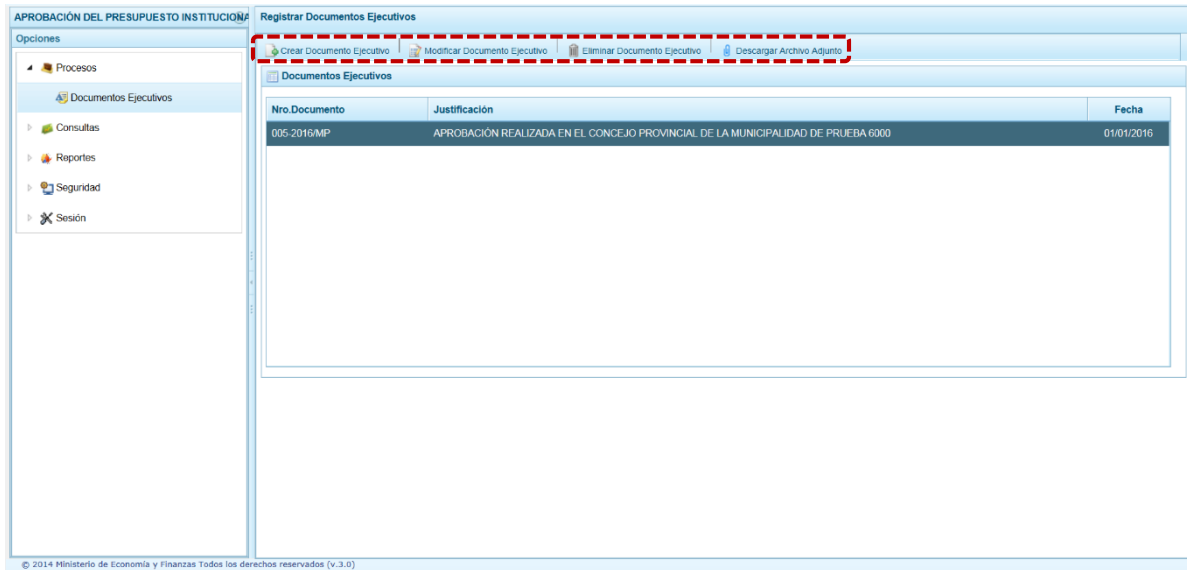 APROBACIÓN DEL PRESUPUESTO INSTITUCIONA
Opciones
Procesos
Documentos Ejecutivos
Consultas
Reportes
Seguridad
Sesión
Registrar Documentos Ejecutivos
Crear Documento Ejecutivo Modificar Documento Ejecutivo Eliminar Documento Ejecutivo Descargar Archivo Adjunto
Documentos Ejecutivos
Nro.Documento Justificación Fecha
005-2016/MP APROBACIÓN REALIZADA EN EL CONCEJO PROVINCIAL DE LA MUNICIPALIDAD DE PRUEBA 6000 01/01/2016
© 2014 Ministerio de Economía y Finanzas Todos los derechos reservados (v.3.0)